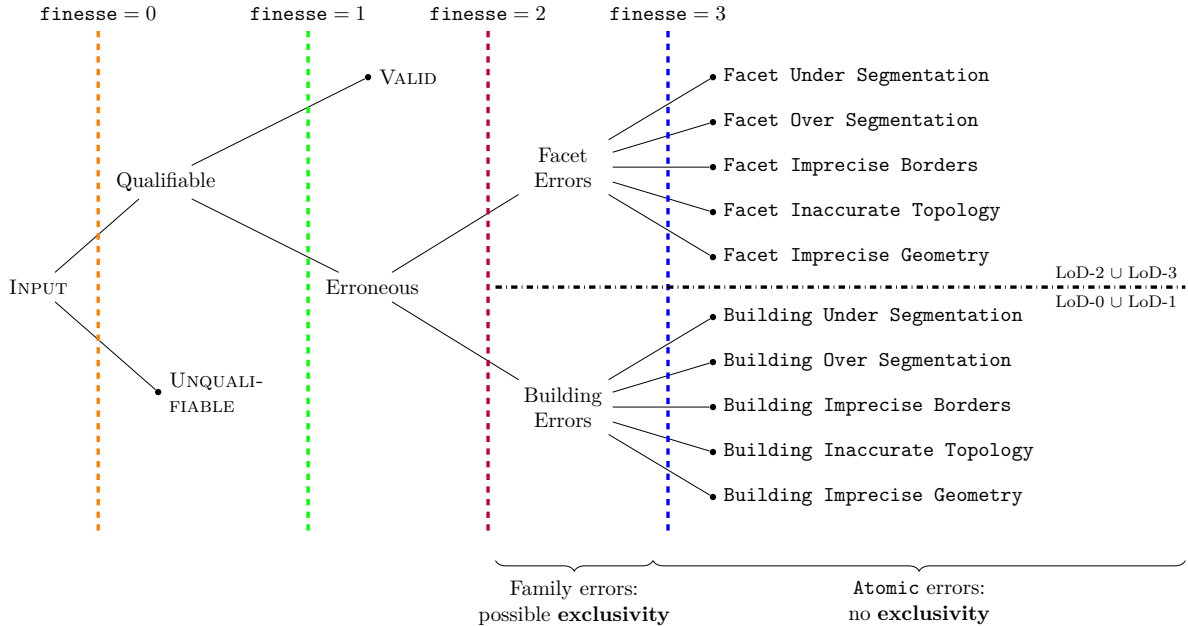 finesse = 0
finesse = 1
finesse = 2
finesse = 3
VALID
Facet Under Segmentation
Facet Over Segmentation
Facet Imprecise Borders
Facet Inaccurate Topology
Facet Imprecise Geometry
Facet
Errors
Qualifiable
INPUT
Erroneous
LoD-2 ∪ LoD-3
LoD-0 ∪ LoD-1
UNQUALI-
FIABLE
Building
Errors
Building Under Segmentation
Building Over Segmentation
Building Imprecise Borders
Building Inaccurate Topology
Building Imprecise Geometry
Family errors:
possible exclusivity
Atomic errors:
no exclusivity